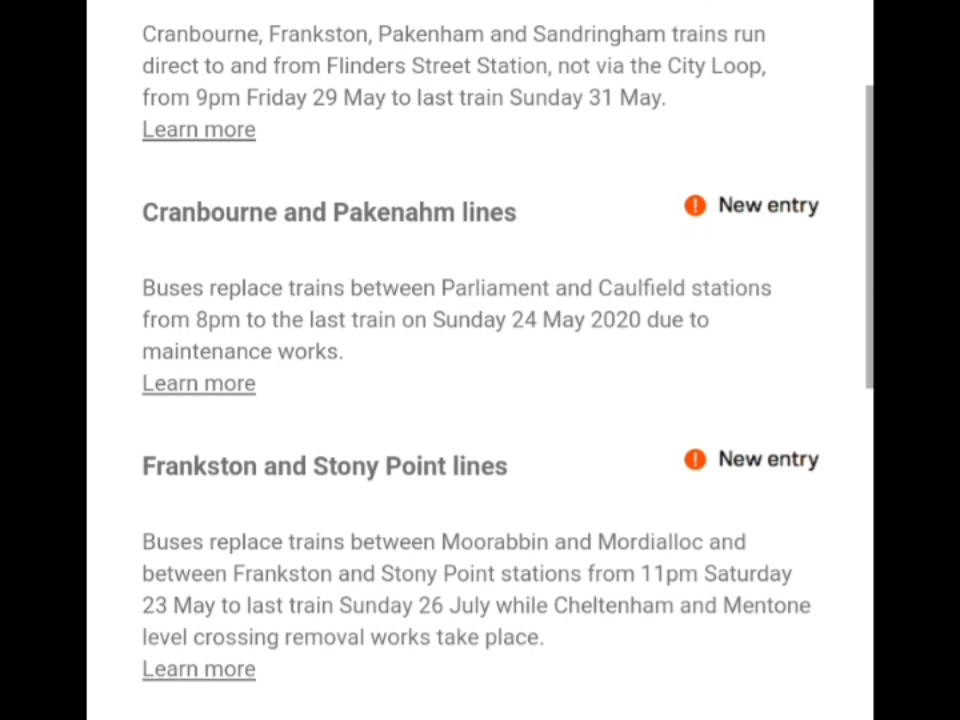 Cranbourne, Frankston, Pakenham and Sandringham trains run
direct to and from Flinders Street Station, not via the City Loop,
from 9pm Friday 29 May to last train Sunday 31 May.
Learn more
Cranbourne and Pakenahm lines
! New entry
Buses replace trains between Parliament and Caulfield stations
from 8pm to the last train on Sunday 24 May 2020 due to
maintenance works.
Learn more
Frankston and Stony Point lines
! New entry
Buses replace trains between Moorabbin and Mordialloc and
between Frankston and Stony Point stations from 11pm Saturday
23 May to last train Sunday 26 July while Cheltenham and Mentone
level crossing removal works take place.
Learn more